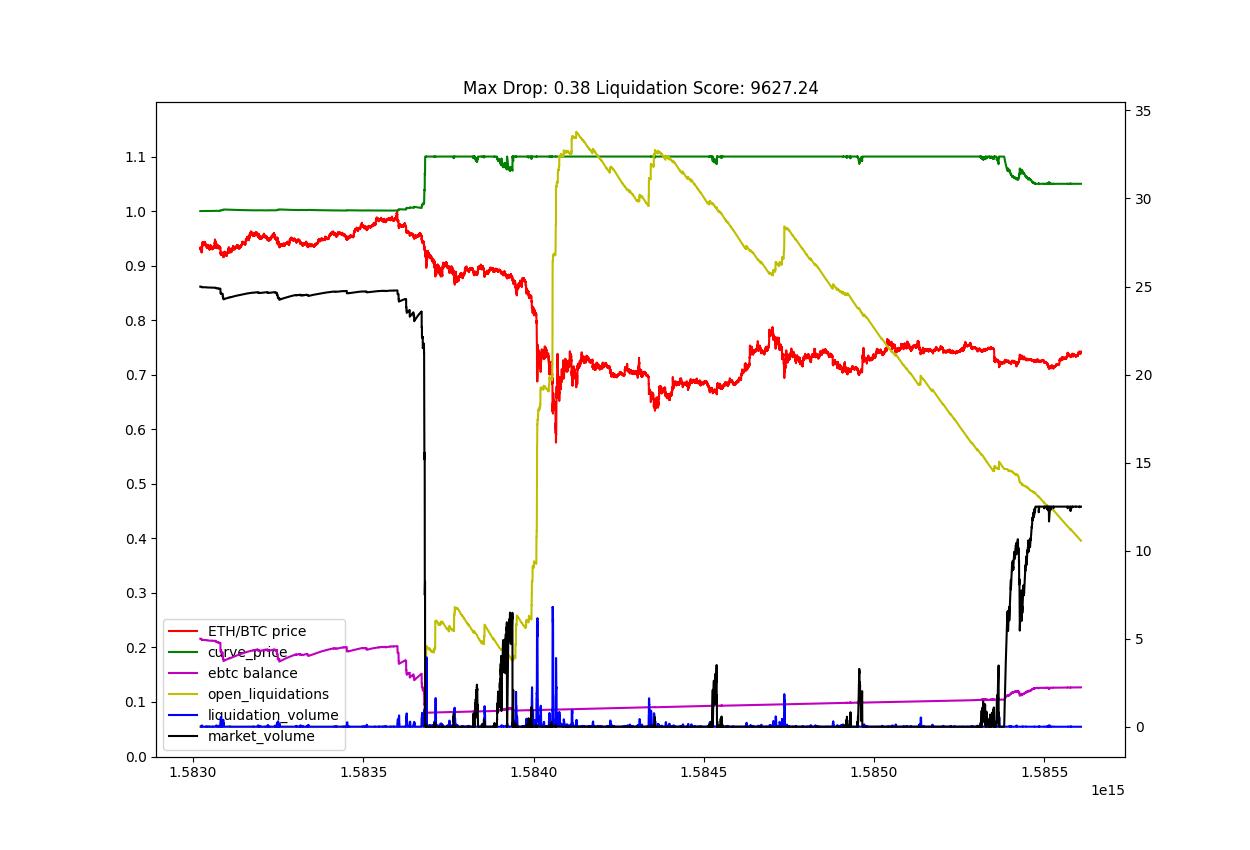 Max Drop: 0.38 Liquidation Score: 9627.24
1.1
1.0
0.9
0.8
0.7
0.6
0.5
0.4
0.3
0.2
0.1
0.0
35
30
25
20
15
10
5
0
ETH/BTC price
curve_price
ebtc balance
open_liquidations
liquidation_volume
market_volume
1.5830 1.5835 1.5840 1.5845 1.5850 1.5855
1e15